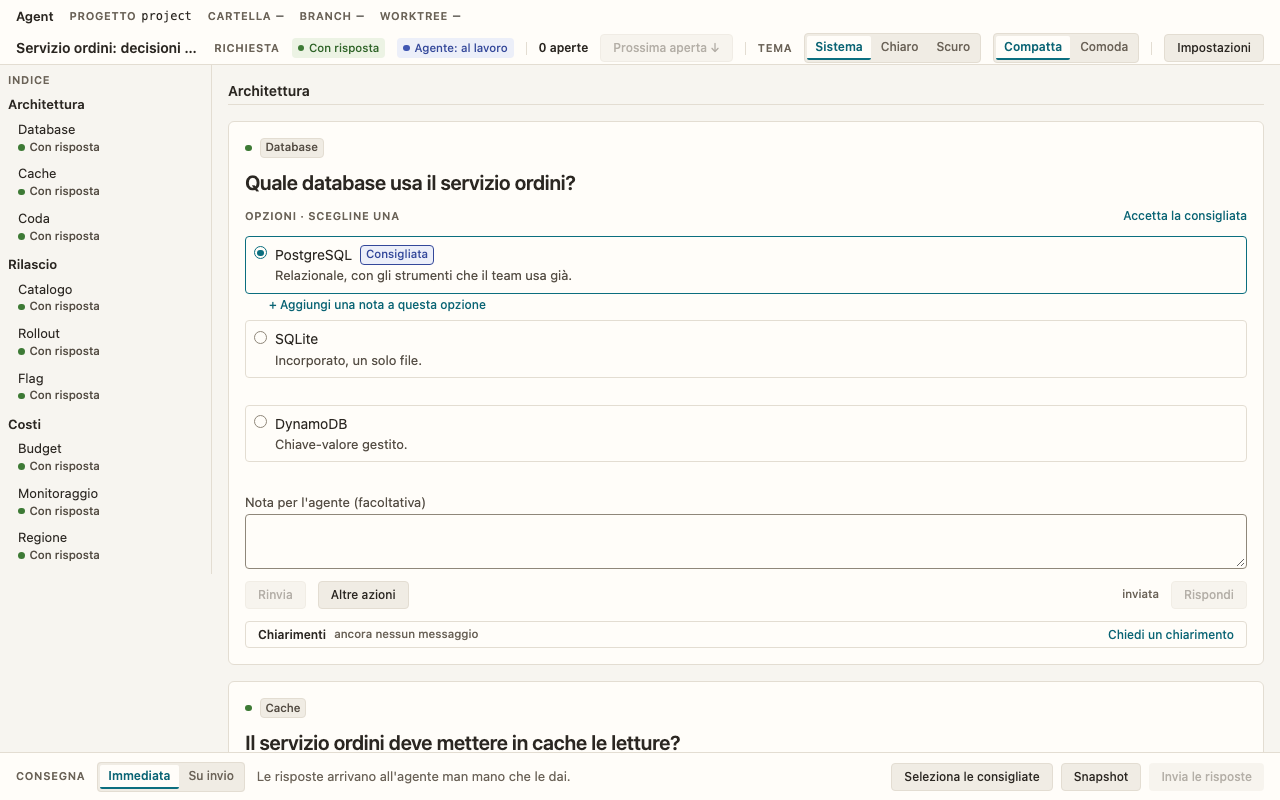 Agent PROGETTO project CARTELLA – BRANCH – WORKTREE –
Servizio ordini: decisioni ... RICHIESTA Con risposta Agente: al lavoro 0 aperte Prossima aperta ↓ TEMA Sistema Chiaro Scuro Compatta Comoda Impostazioni
INDICE
Architettura
Database
Con risposta
Cache
Con risposta
Coda
Con risposta
Rilascio
Catalogo
Con risposta
Rollout
Con risposta
Flag
Con risposta
Costi
Budget
Con risposta
Monitoraggio
Con risposta
Regione
Con risposta
Architettura
Database
Quale database usa il servizio ordini?
OPZIONI · SCEGLINE UNA Accetta la consigliata
PostgreSQL Consigliata
Relazionale, con gli strumenti che il team usa già.
+ Aggiungi una nota a questa opzione
SQLite
Incorporato, un solo file.
DynamoDB
Chiave-valore gestito.
Nota per l'agente (facoltativa)
Rinvia Altre azioni inviata Rispondi
Chiarimenti ancora nessun messaggio Chiedi un chiarimento
Cache
Il servizio ordini deve mettere in cache le letture?
CONSEGNA Immediata Su invio Le risposte arrivano all'agente man mano che le dai. Seleziona le consigliate Snapshot Invia le risposte